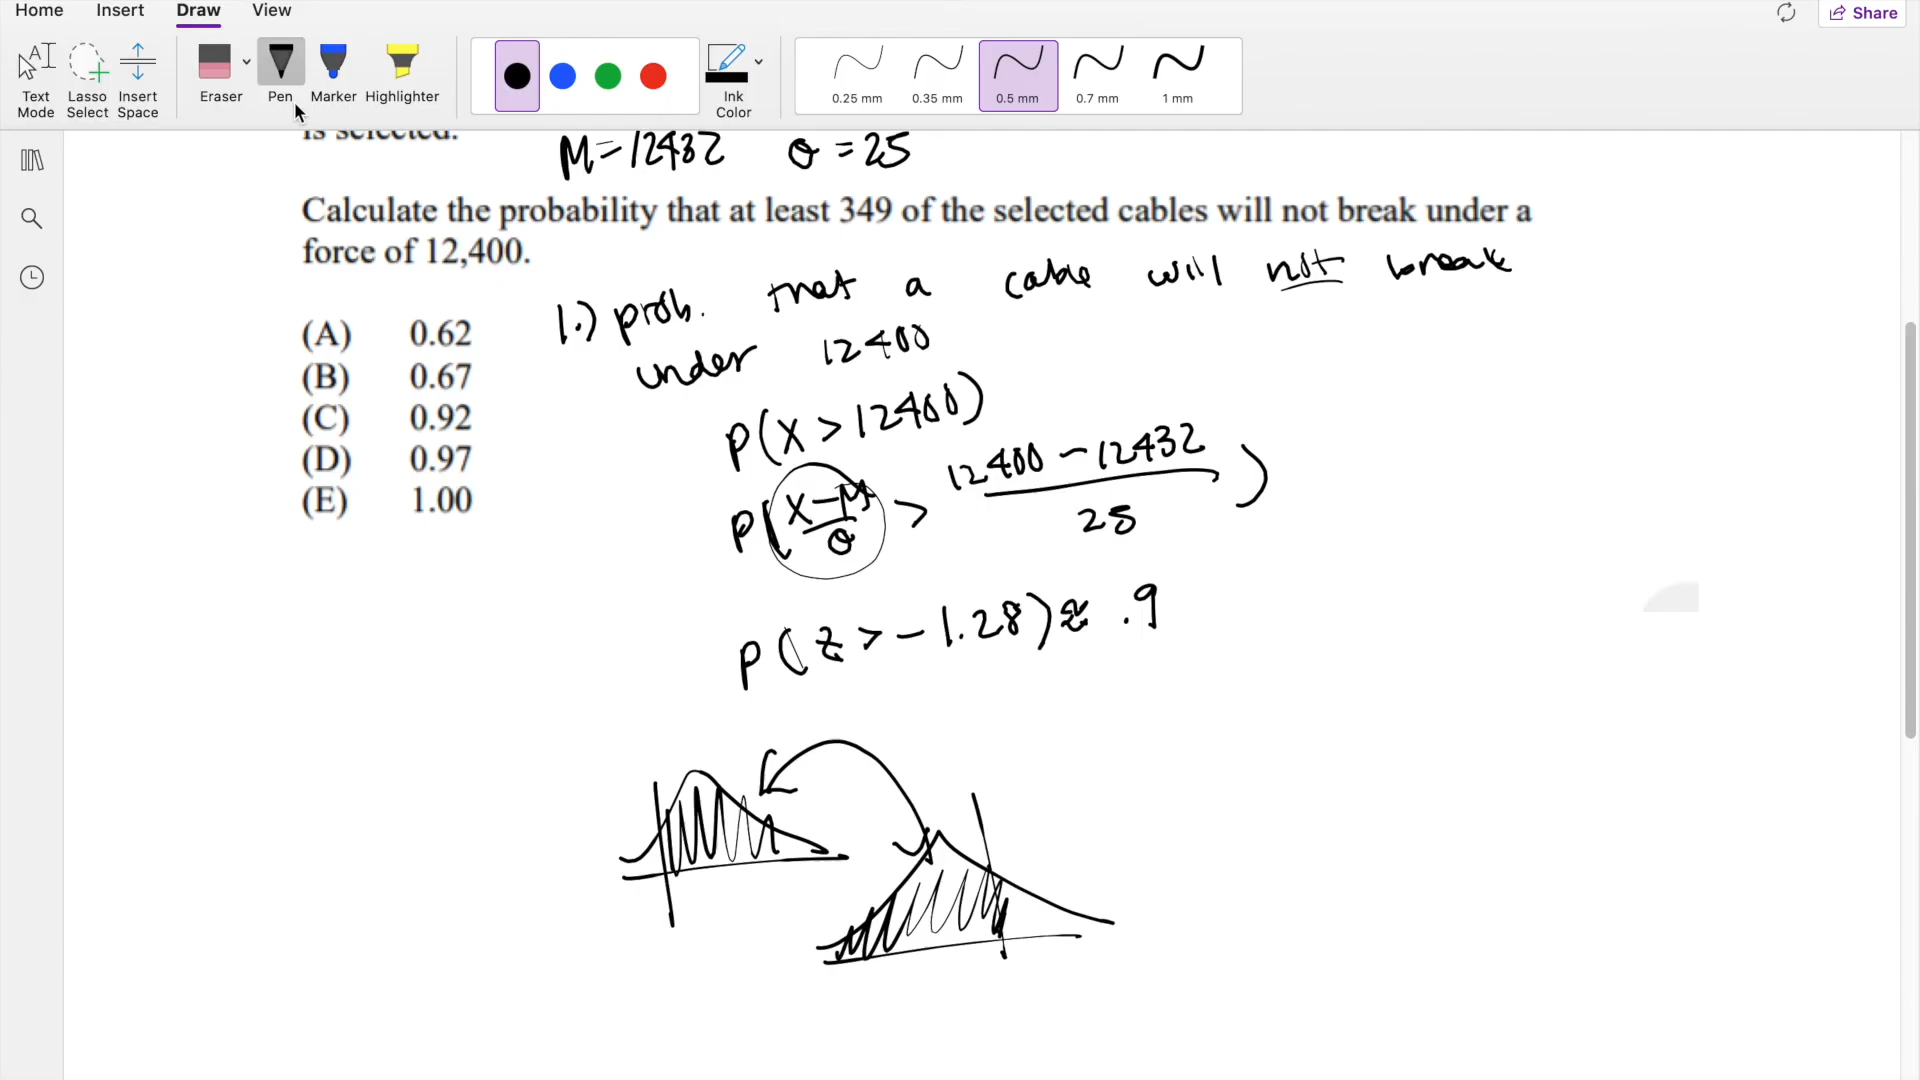 Home Insert Draw View Share
Text Mode Lasso Select Insert Space Eraser Pen Marker Highlighter Ink Color 0.25 mm 0.35 mm 0.5 mm 0.7 mm 1 mm
is selected.
M=12432 σ=25
Calculate the probability that at least 349 of the selected cables will not break under a
force of 12,400.
1.) prob. that a cable will not break
under 12400
(A) 0.62
(B) 0.67
(C) 0.92
(D) 0.97
(E) 1.00
P(X>12400)
P(X-M/σ > 12400-12432/25)
P(Z>-1.28)≈ .9